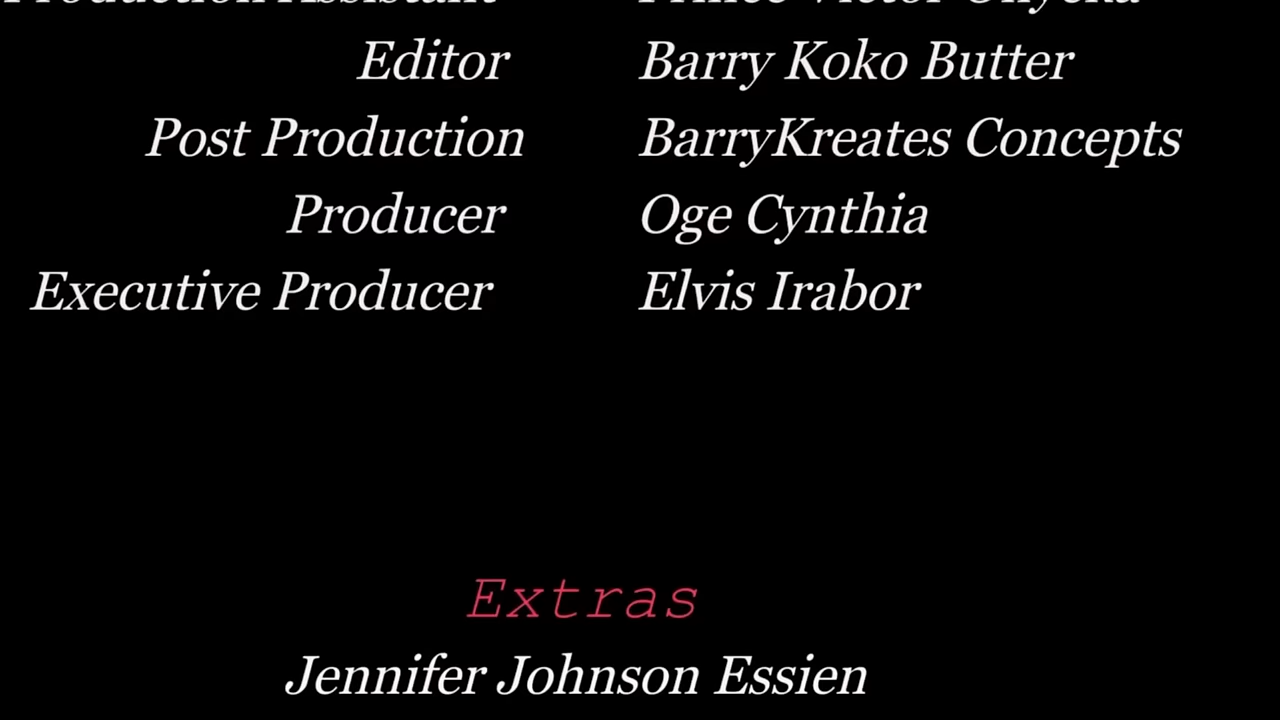 Production Assistant Prince Victor Onyeka
Editor Barry Koko Butter
Post Production BarryKreates Concepts
Producer Oge Cynthia
Executive Producer Elvis Irabor
Extras
Jennifer Johnson Essien